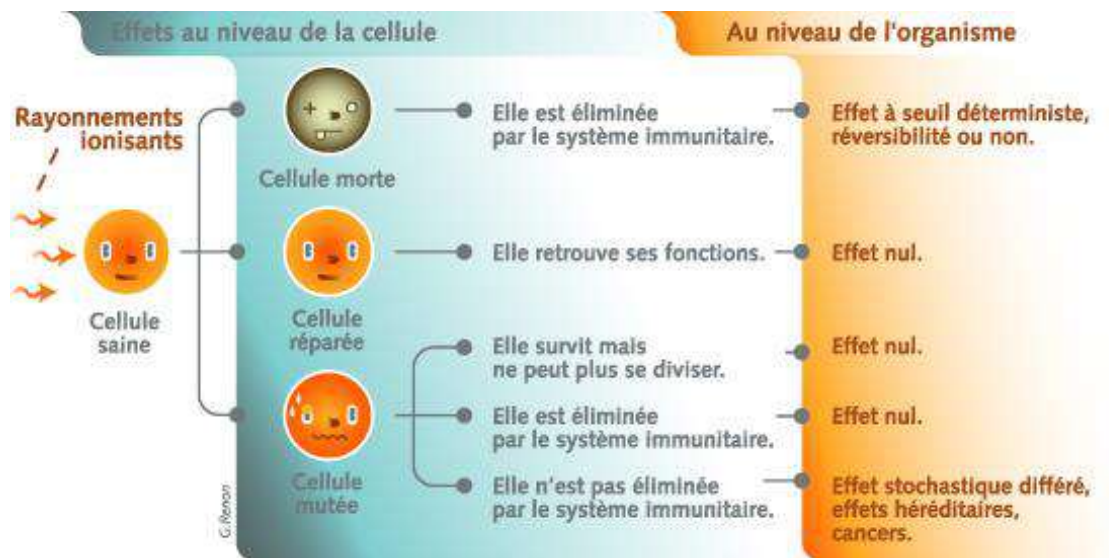 Effets au niveau de la cellule
Au niveau de l'organisme
Rayonnements
ionisants
Cellule
saine
Cellule morte
Elle est éliminée
par le système immunitaire.
Effet à seuil déterministe,
réversibilité ou non.
Cellule
réparée
Elle retrouve ses fonctions.
Effet nul.
Cellule
mutée
Elle survit mais
ne peut plus se diviser.
Effet nul.
Elle est éliminée
par le système immunitaire.
Effet nul.
Elle n'est pas éliminée
par le système immunitaire.
Effet stochastique différé,
effets héréditaires,
cancers.
G.Renon